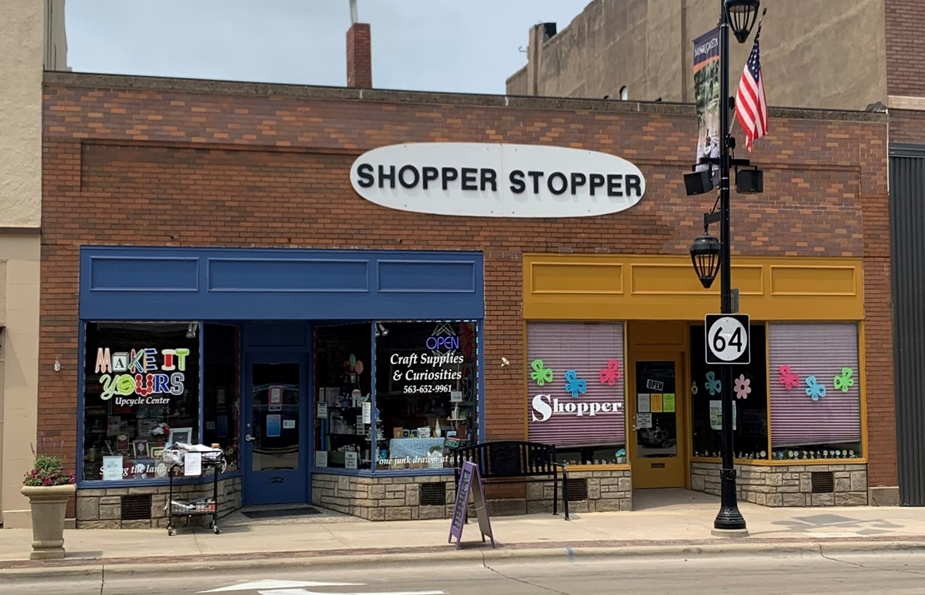 SHOPPER STOPPER
MAKE IT
YOURS
Upcycle Center
OPEN
Craft Supplies
& Curiosities
563-652-9961
one junk drawer at a
Shopper
OPEN
64